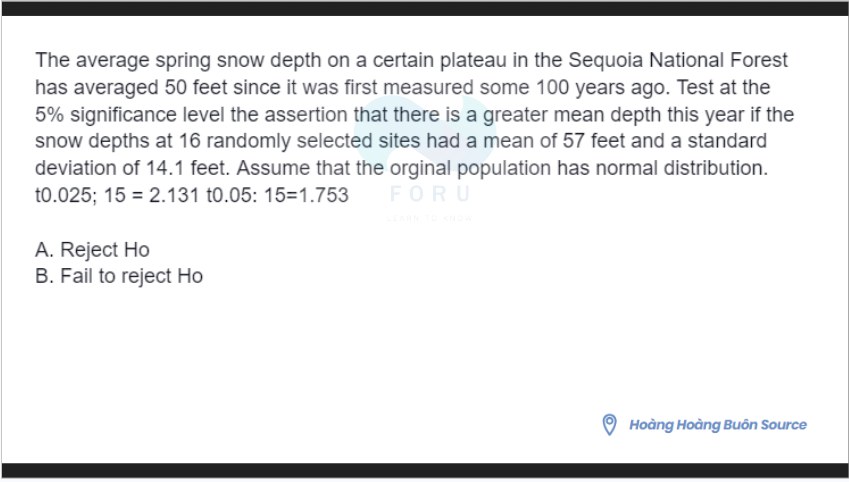 The average spring snow depth on a certain plateau in the Sequoia National Forest
has averaged 50 feet since it was first measured some 100 years ago. Test at the
5% significance level the assertion that there is a greater mean depth this year if the
snow depths at 16 randomly selected sites had a mean of 57 feet and a standard
deviation of 14.1 feet. Assume that the orginal population has normal distribution.
t0.025; 15 = 2.131 t0.05: 15=1.753
FORU
A. Reject Ho
B. Fail to reject Ho
Hoàng Hoàng Buôn Source